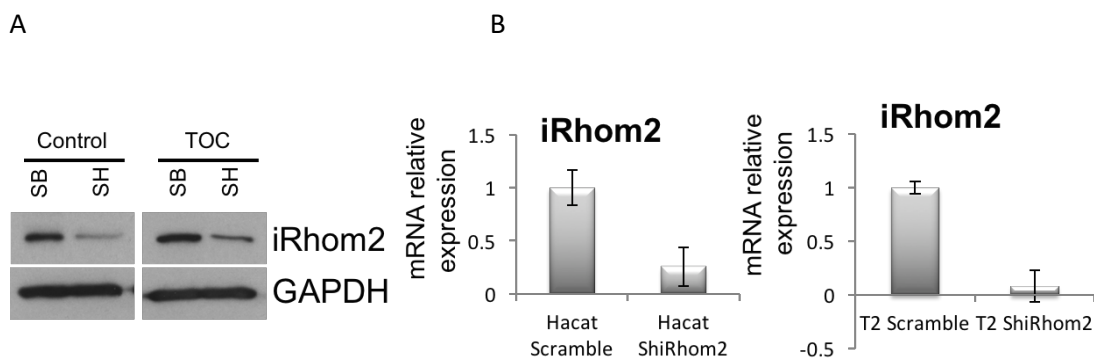 A
B
Control
TOC
SB
SH
SB
SH
iRhom2
GAPDH
iRhom2
mRNA relative
expression
1.5
1
0.5
0
Hacat
Scramble
Hacat
ShiRhom2
iRhom2
mRNA relative
expression
1.5
1
0.5
0
-0.5
T2 Scramble
T2 ShiRhom2